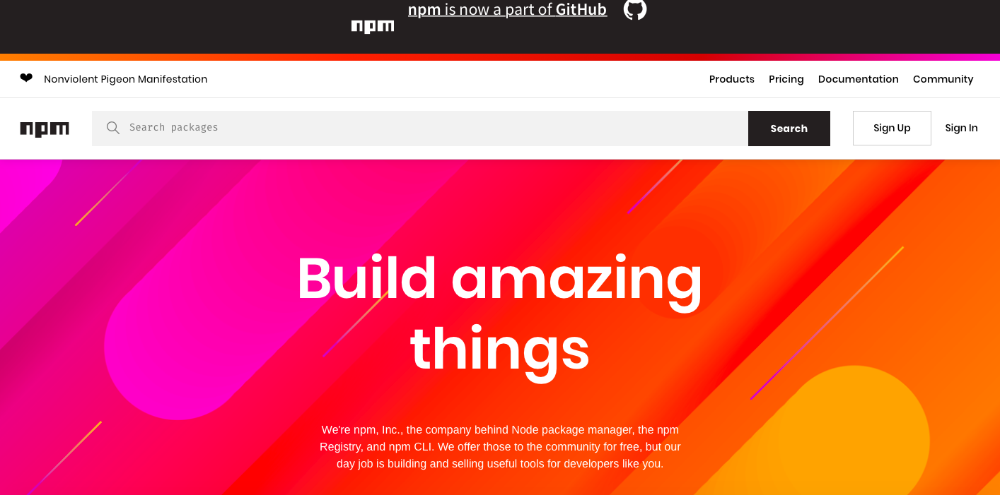 npm is now a part of GitHub
npm
Nonviolent Pigeon Manifestation
Products Pricing Documentation Community
npm
Search packages
Search
Sign Up
Sign In
Build amazing
things
We're npm, Inc., the company behind Node package manager, the npm
Registry, and npm CLI. We offer those to the community for free, but our
day job is building and selling useful tools for developers like you.